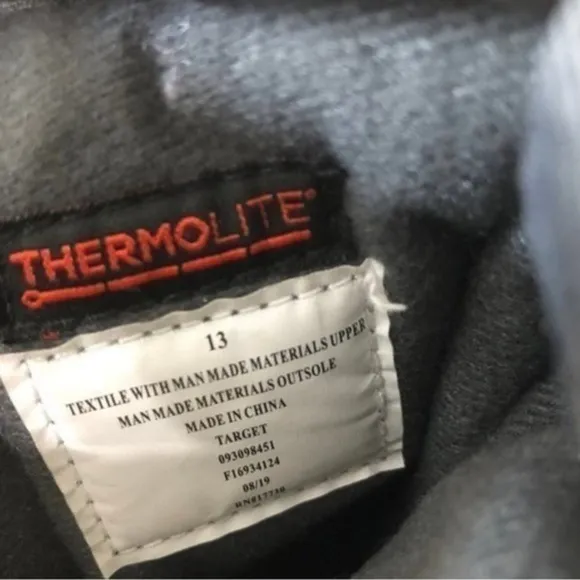 THERMOLITE®
13
TEXTILE WITH MAN MADE MATERIALS UPPER
MAN MADE MATERIALS OUTSOLE
MADE IN CHINA
TARGET
093098451
F16934124
08/19